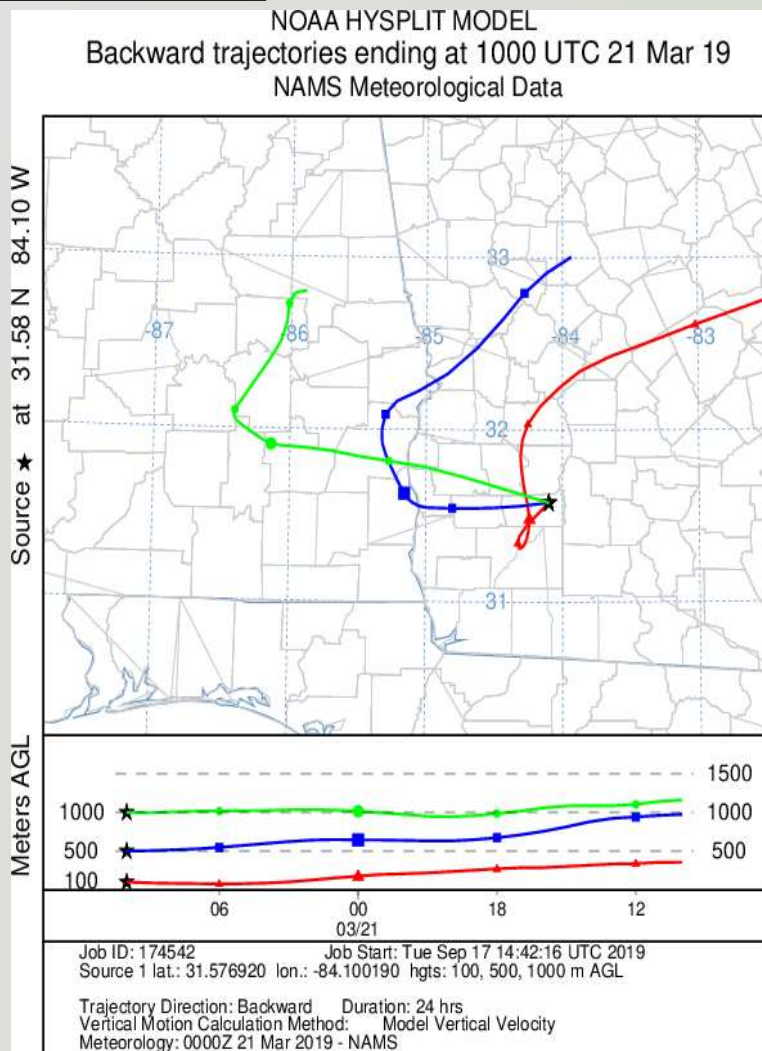 NOAA HYSPLIT MODEL
Backward trajectories ending at 1000 UTC 21 Mar 19
NAMS Meteorological Data
Source ★ at 31.58 N 84.10 W
33
-87
-86
-85
-84
-83
32
31
Meters AGL
1500
1000
1000
500
500
100
06
00
18
12
03/21
Job ID: 174542 Job Start: Tue Sep 17 14:42:16 UTC 2019
Source 1 lat.: 31.576920 lon.: -84.100190 hgts: 100, 500, 1000 m AGL
Trajectory Direction: Backward Duration: 24 hrs
Vertical Motion Calculation Method: Model Vertical Velocity
Meteorology: 0000Z 21 Mar 2019 - NAMS